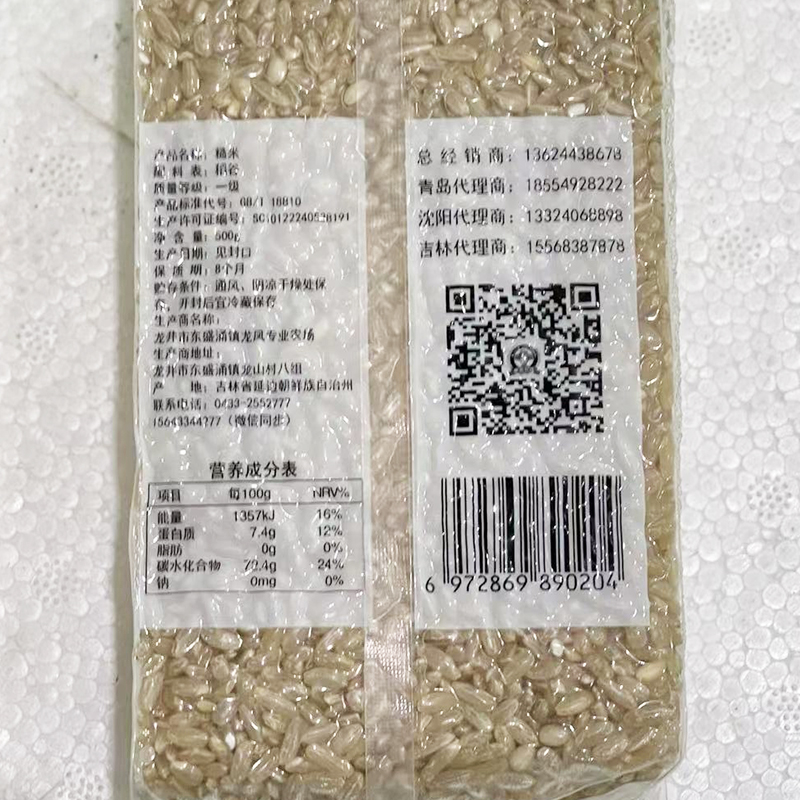 产品名称：糙米
配 料 表：稻谷
质量等级：一级
产品标准代号：GB/T 18810
生产许可证编号：
净 含 量：500g
生产日期：见封口
保 质 期：8个月
贮存条件：通风、阴凉干燥处保
存，开封后宜冷藏保存
生产商名称：
龙井市东盛涌镇龙凤专业农场
生产商地址：
龙井市东盛涌镇龙山村八组
产 地：吉林省延边朝鲜族自治州
联系电话：0433-2552777
（微信同步）
营养成分表
项目 每100g NRV%
能量 1357kJ 16%
蛋白质 7.4g 12%
脂肪 0g 0%
碳水化合物 24%
钠 0mg 0%
总 经 销 商：13624438678
青岛代理商：18554928222
沈阳代理商：13324068898
吉林代理商：15568387878
6 972869 890204